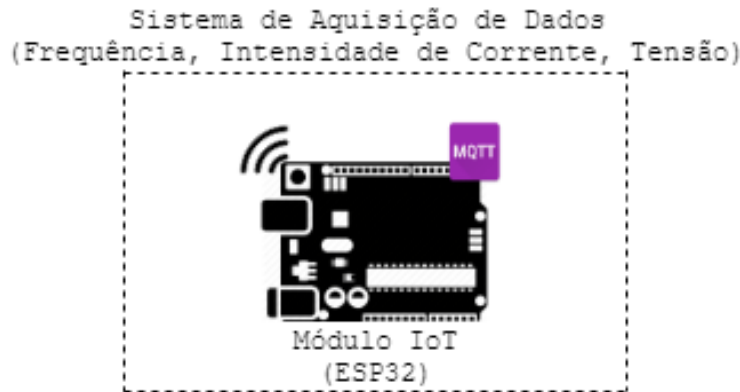 Sistema de Aquisição de Dados
(Frequência, Intensidade de Corrente, Tensão)
MQTT
Módulo IoT
(ESP32)